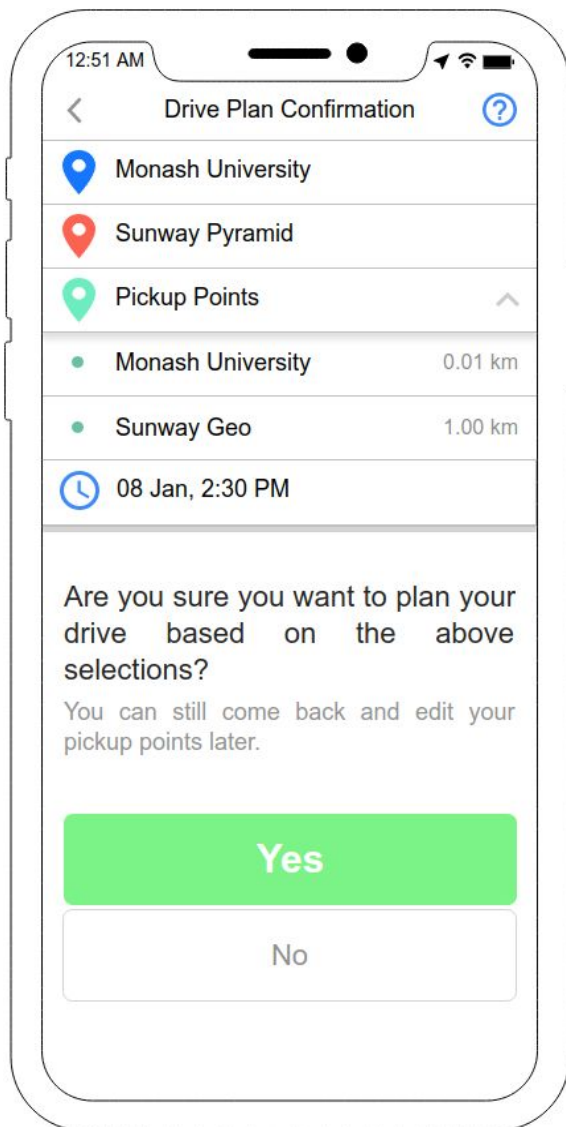 12:51 AM
Drive Plan Confirmation
Monash University
Sunway Pyramid
Pickup Points
Monash University 0.01 km
Sunway Geo 1.00 km
08 Jan, 2:30 PM
Are you sure you want to plan your
drive based on the above
selections?
You can still come back and edit your
pickup points later.
Yes
No